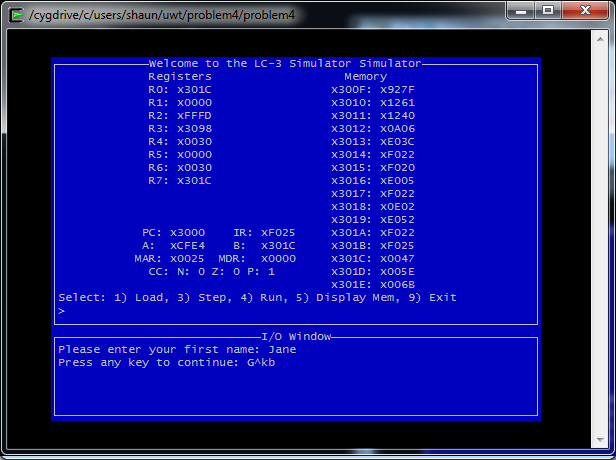 /cygdrive/c/users/shaun/uwt/problem4/problem4
Welcome to the LC-3 Simulator Simulator
Registers Memory
R0: x301C x300F: x927F
R1: x0000 x3010: x1261
R2: xFFFD x3011: x1240
R3: x3098 x3012: x0A06
R4: x0030 x3013: xE03C
R5: x0000 x3014: xF022
R6: x0030 x3015: xF020
R7: x301C x3016: xE005
x3017: xF022
x3018: x0E02
x3019: xE052
PC: x3000 IR: xF025 x301A: xF022
A: xCFE4 B: x301C x301B: xF025
MAR: x0025 MDR: x0000 x301C: x0047
CC: N: 0 Z: 0 P: 1 x301D: x005E
x301E: x006B
Select: 1) Load, 3) Step, 4) Run, 5) Display Mem, 9) Exit
>
I/O Window
Please enter your first name: Jane
Press any key to continue: G^kb